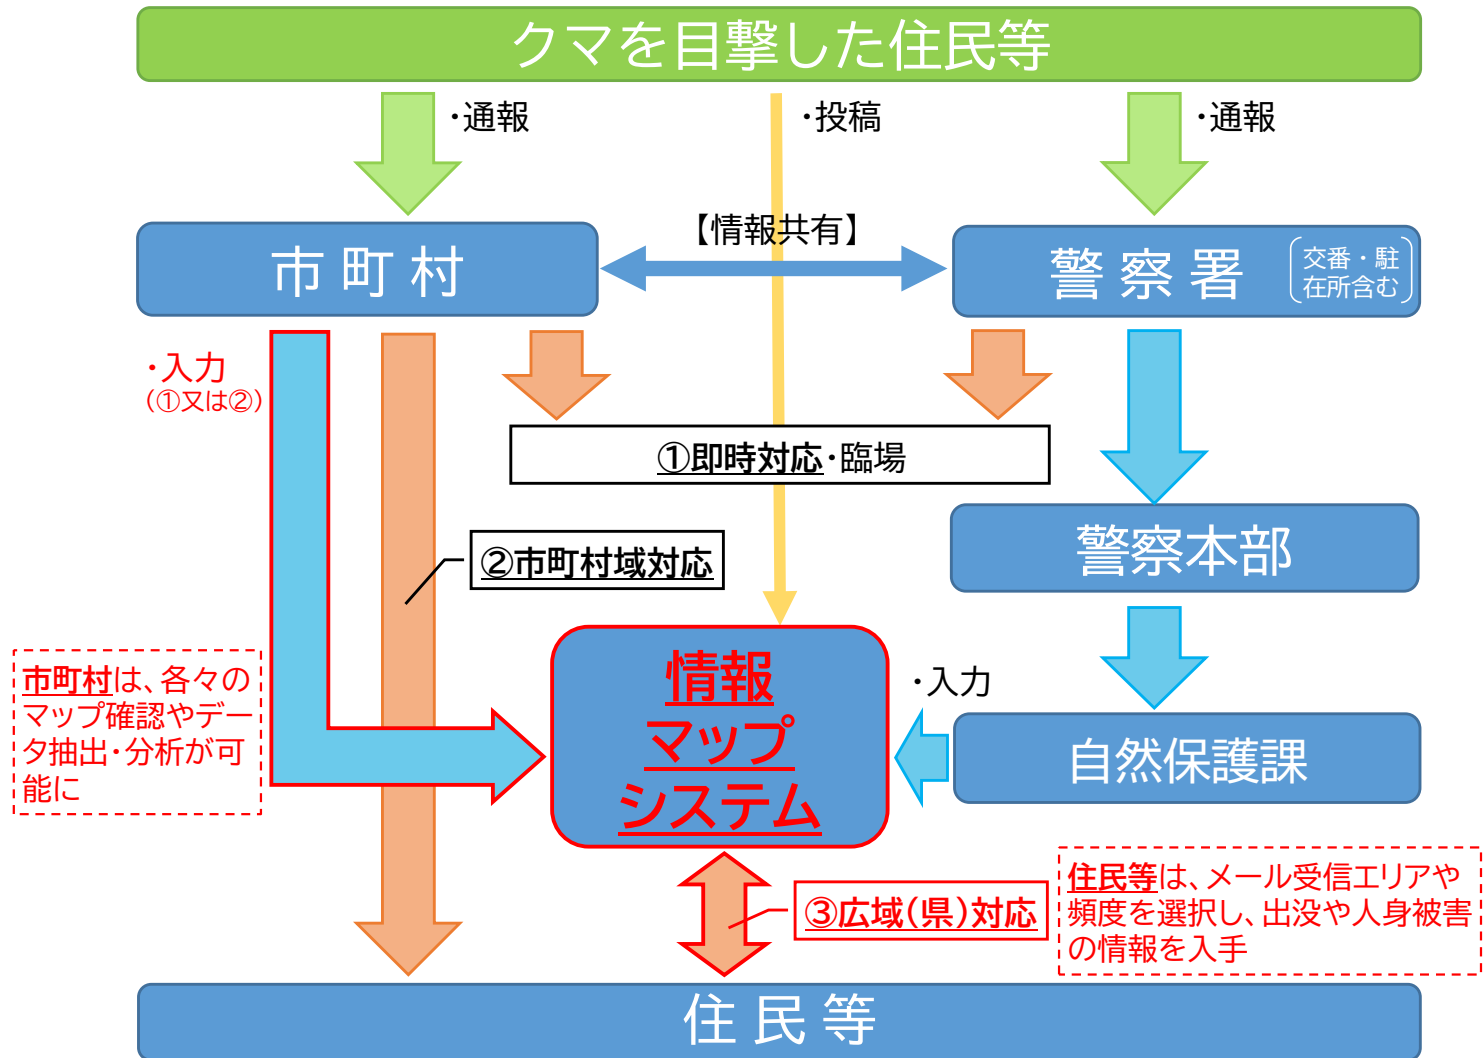 クマを目撃した住民等
・通報
・投稿
・通報
【情報共有】
市町村
警察署
交番・駐
在所含む
・入力
(①又は②)
①即時対応・臨場
②市町村域対応
警察本部
市町村は、各々の
マップ確認やデー
タ抽出・分析が可
能に
情報
マップ
システム
・入力
自然保護課
③広域(県)対応
住民等は、メール受信エリアや
頻度を選択し、出没や人身被害
の情報を入手
住民等